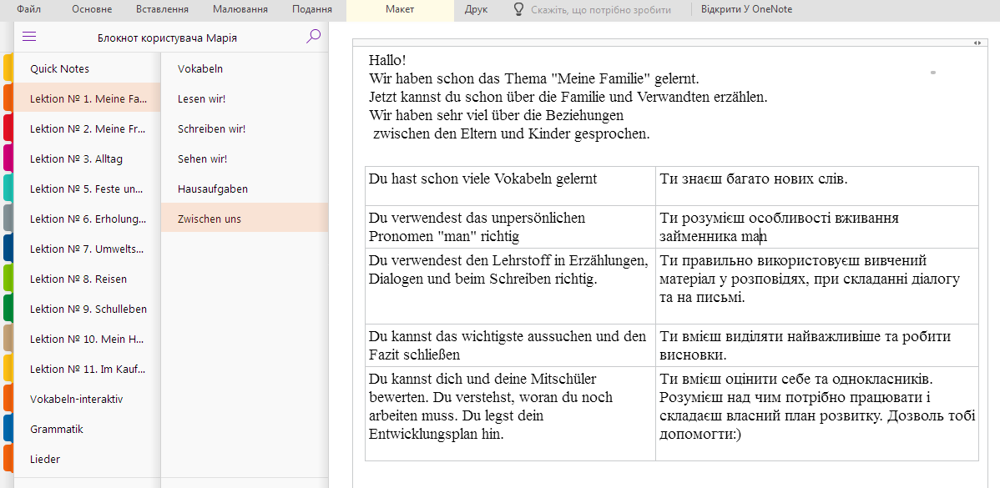 Файл Основне Вставлення Малювання Подання Макет Друк Скажіть, що потрібно зробити Відкрити У OneNote
Блокнот користувача Марія
Quick Notes
Lektion № 1. Meine Fa...
Lektion № 2. Meine Fr...
Lektion № 3. Alltag
Lektion № 5. Feste un...
Lektion № 6. Erholung...
Lektion № 7. Umwelts...
Lektion № 8. Reisen
Lektion № 9. Schulleben
Lektion № 10. Mein H...
Lektion № 11. Im Kauf...
Vokabeln-interaktiv
Grammatik
Lieder
Vokabeln
Lesen wir!
Schreiben wir!
Sehen wir!
Hausaufgaben
Zwischen uns
Hallo!
Wir haben schon das Thema "Meine Familie" gelernt.
Jetzt kannst du schon über die Familie und Verwandten erzählen.
Wir haben sehr viel über die Beziehungen
zwischen den Eltern und Kinder gesprochen.
Du hast schon viele Vokabeln gelernt
Ти знаєш багато нових слів.
Du verwendest das unpersönlichen
Pronomen "man" richtig
Ти розумієш особливості вживання
займенника man
Du verwendest den Lehrstoff in Erzählungen,
Dialogen und beim Schreiben richtig.
Ти правильно використовуєш вивчений
матеріал у розповідях, при складанні діалогу
та на письмі.
Du kannst das wichtigste aussuchen und den
Fazit schließen
Ти вмієш виділяти найважливіше та робити
висновки.
Du kannst dich und deine Mitschüler
bewerten. Du verstehst, woran du noch
arbeiten muss. Du legst dein
Entwicklungsplan hin.
Ти вмієш оцінити себе та однокласників.
Розумієш над чим потрібно працювати і
складаєш власний план розвитку. Дозволь тобі
допомогти:)